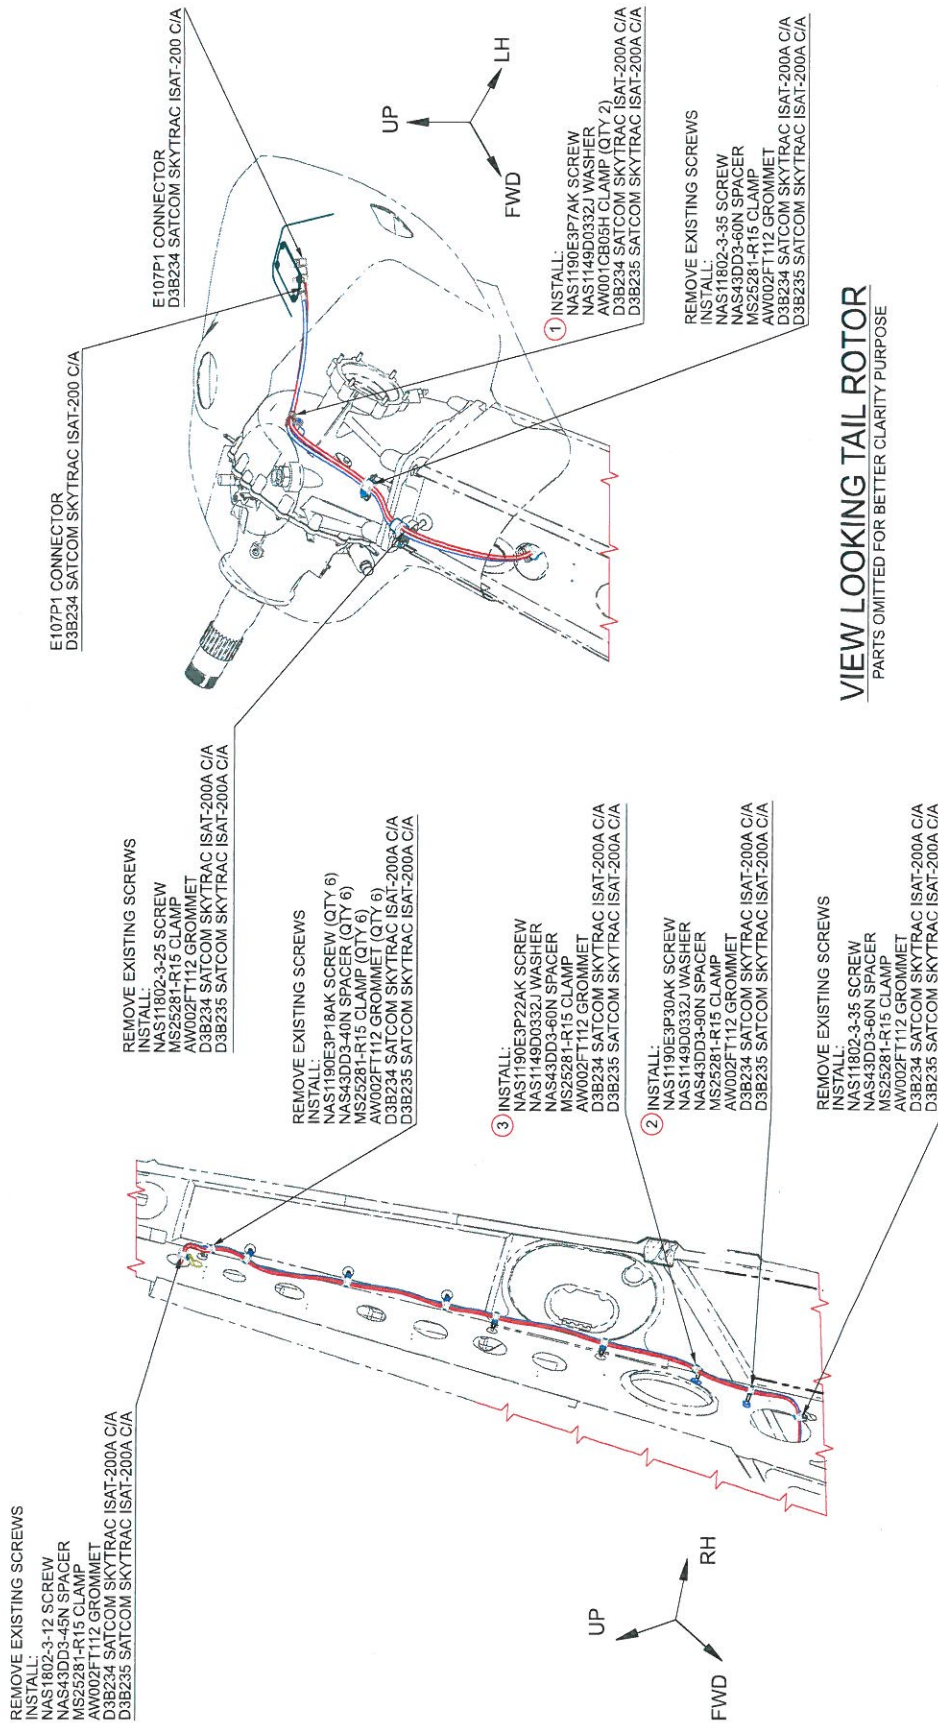 REMOVE EXISTING SCREWS
INSTALL:
NAS1802-3-12 SCREW
NAS43DD3-45N SPACER
MS25281-R15 CLAMP
AW002FT112 GROMMET
D3B234 SATCOM SKYTRAC ISAT-200A C/A
D3B235 SATCOM SKYTRAC ISAT-200A C/A
REMOVE EXISTING SCREWS
INSTALL:
NAS11802-3-25 SCREW
MS25281-R15 CLAMP
AW002FT112 GROMMET
D3B234 SATCOM SKYTRAC ISAT-200A C/A
D3B235 SATCOM SKYTRAC ISAT-200A C/A
REMOVE EXISTING SCREWS
INSTALL:
NAS1190E3P18AK SCREW (QTY 6)
NAS43DD3-40N SPACER (QTY 6)
MS25281-R15 CLAMP (QTY 6)
AW002FT112 GROMMET (QTY 6)
D3B234 SATCOM SKYTRAC ISAT-200A C/A
D3B235 SATCOM SKYTRAC ISAT-200A C/A
3 INSTALL:
NAS1190E3P22AK SCREW
NAS1149D0332J WASHER
NAS43DD3-60N SPACER
MS25281-R15 CLAMP
AW002FT112 GROMMET
D3B234 SATCOM SKYTRAC ISAT-200A C/A
D3B235 SATCOM SKYTRAC ISAT-200A C/A
2 INSTALL:
NAS1190E3P30AK SCREW
NAS1149D0332J WASHER
NAS43DD3-90N SPACER
MS25281-R15 CLAMP
AW002FT112 GROMMET
D3B234 SATCOM SKYTRAC ISAT-200A C/A
D3B235 SATCOM SKYTRAC ISAT-200A C/A
REMOVE EXISTING SCREWS
INSTALL:
NAS11802-3-35 SCREW
NAS43DD3-60N SPACER
MS25281-R15 CLAMP
AW002FT112 GROMMET
D3B234 SATCOM SKYTRAC ISAT-200A C/A
D3B235 SATCOM SKYTRAC ISAT-200A C/A
UP
RH
FWD
E107P1 CONNECTOR
D3B234 SATCOM SKYTRAC ISAT-200 C/A
E107P1 CONNECTOR
D3B234 SATCOM SKYTRAC ISAT-200 C/A
UP
LH
FWD
1 INSTALL:
NAS1190E3P7AK SCREW
NAS1149D0332J WASHER
AW001CB05H CLAMP (QTY 2)
D3B234 SATCOM SKYTRAC ISAT-200A C/A
D3B235 SATCOM SKYTRAC ISAT-200A C/A
REMOVE EXISTING SCREWS
INSTALL:
NAS11802-3-35 SCREW
NAS43DD3-60N SPACER
MS25281-R15 CLAMP
AW002FT112 GROMMET
D3B234 SATCOM SKYTRAC ISAT-200A C/A
D3B235 SATCOM SKYTRAC ISAT-200A C/A
VIEW LOOKING TAIL ROTOR
PARTS OMITTED FOR BETTER CLARITY PURPOSE